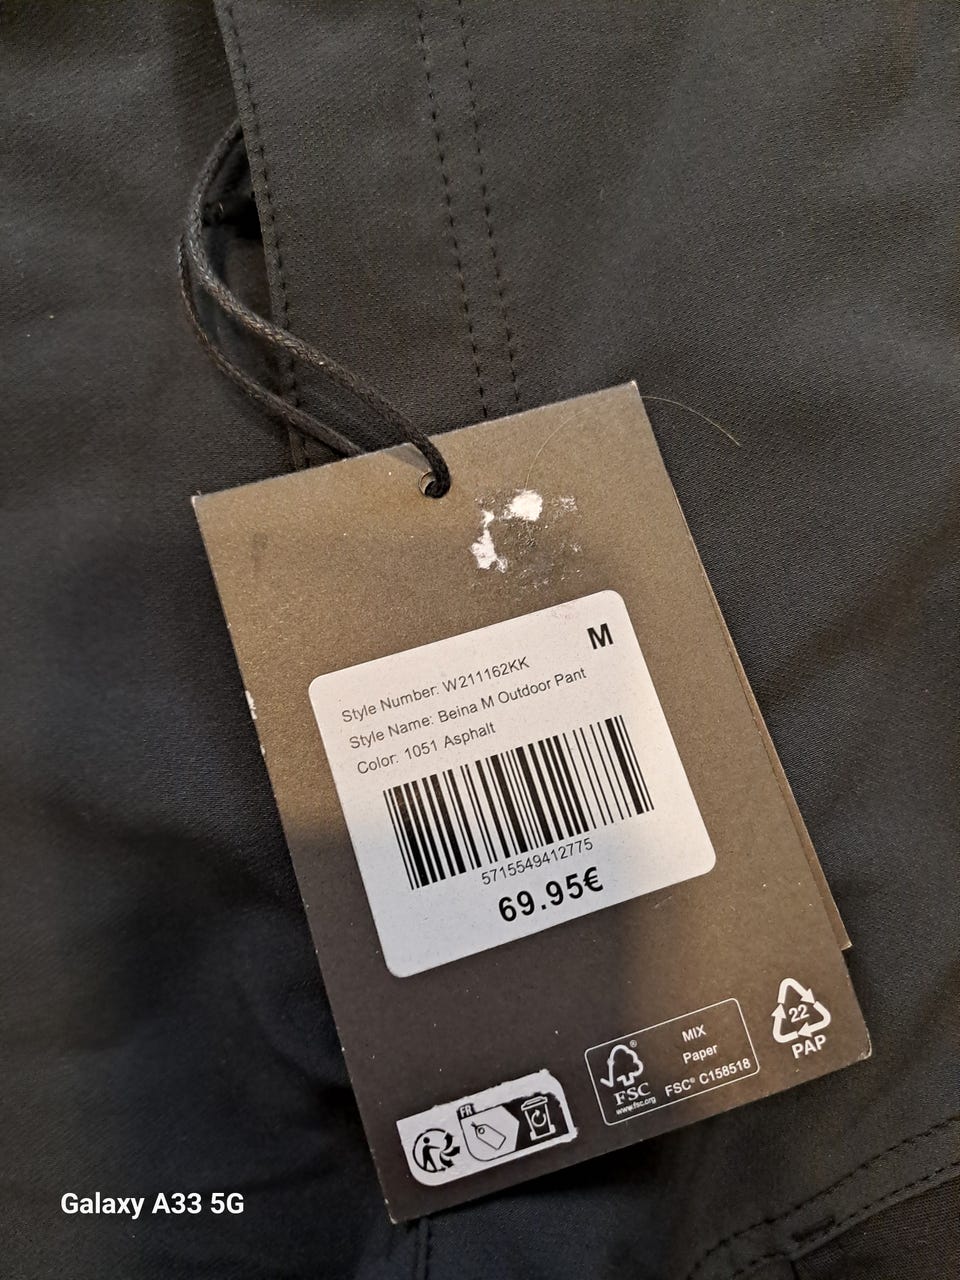 M
Style Number: W211162KK
Style Name: Beina M Outdoor Pant
Color: 1051 Asphalt
5715549412775
69.95€
22
PAP
MIX
Paper
FSC® C158518
®
FSC
www.fsc.org
FR
Galaxy A33 5G